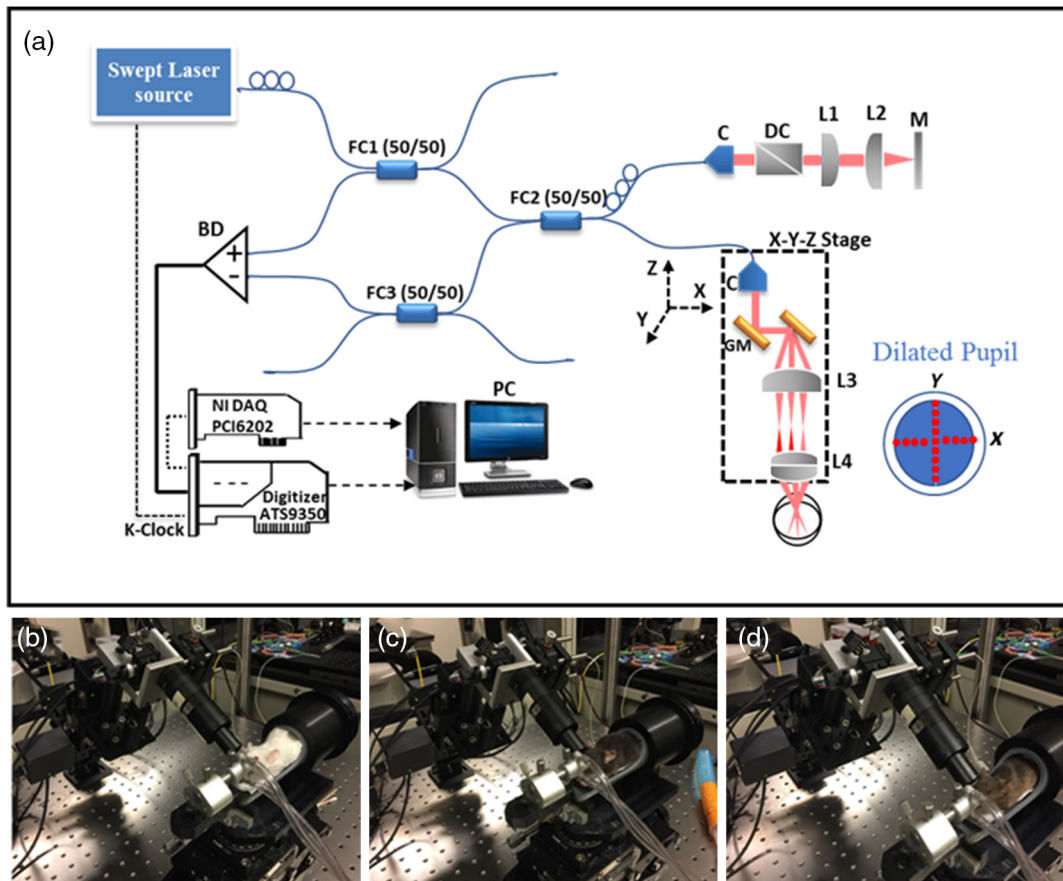 (a)
Swept Laser
source
FC1 (50/50)
FC2 (50/50)
C
DC
L1
L2
M
BD
+
-
FC3 (50/50)
X-Y-Z Stage
Z
X
Y
C
GM
L3
L4
Dilated Pupil
Y
X
NI DAQ
PCI6202
PC
Digitizer
ATS9350
K-Clock
(b)
(c)
(d)